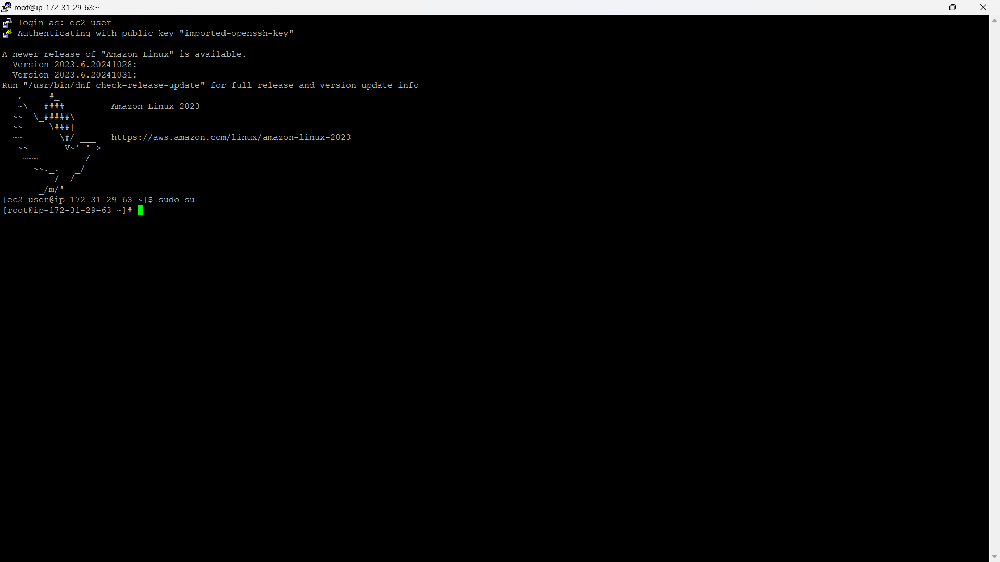 root@ip-172-31-29-63:~
login as: ec2-user
Authenticating with public key "imported-openssh-key"
A newer release of "Amazon Linux" is available.
  Version 2023.6.20241028:
  Version 2023.6.20241031:
Run "/usr/bin/dnf check-release-update" for full release and version update info
   ,     #_
   ~\_  ####_        Amazon Linux 2023
  ~~  \_#####\
  ~~     \###|
  ~~       \#/ ___   https://aws.amazon.com/linux/amazon-linux-2023
   ~~       V~' '->
    ~~~         /
      ~~._.   _/
         _/ _/
       _/m/'
[ec2-user@ip-172-31-29-63 ~]$ sudo su -
[root@ip-172-31-29-63 ~]#